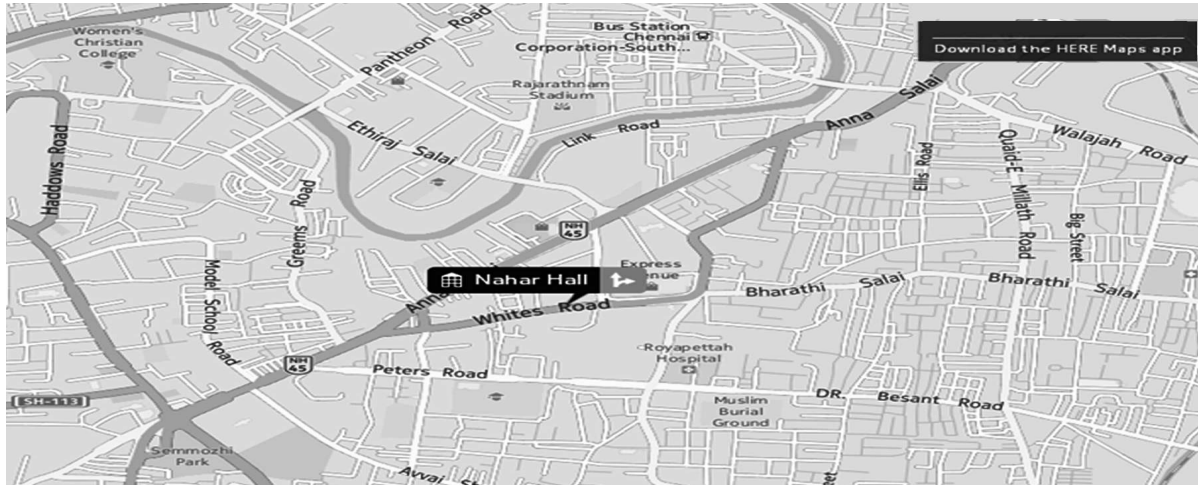 Women's
Christian
College
Pantheon Road
Bus Station
Chennai
Corporation-South...
Download the HERE Maps app
Rajarathnam
Stadium
Haddows Road
Ethiraj Salai
Link Road
Anna Salai
Walajah Road
Ellis Road
Quaid-E Millath Road
Big Street
Greems Road
NH
45
Model School Road
Nahar Hall
Express
Anna
Whites Road
Bharathi Salai
Bharathi Salai
NH
45
Royapettah
Hospital
Peters Road
SH-113
Muslim
Burial
Ground
DR. Besant Road
Semmozhi
Park
Avvai
Street